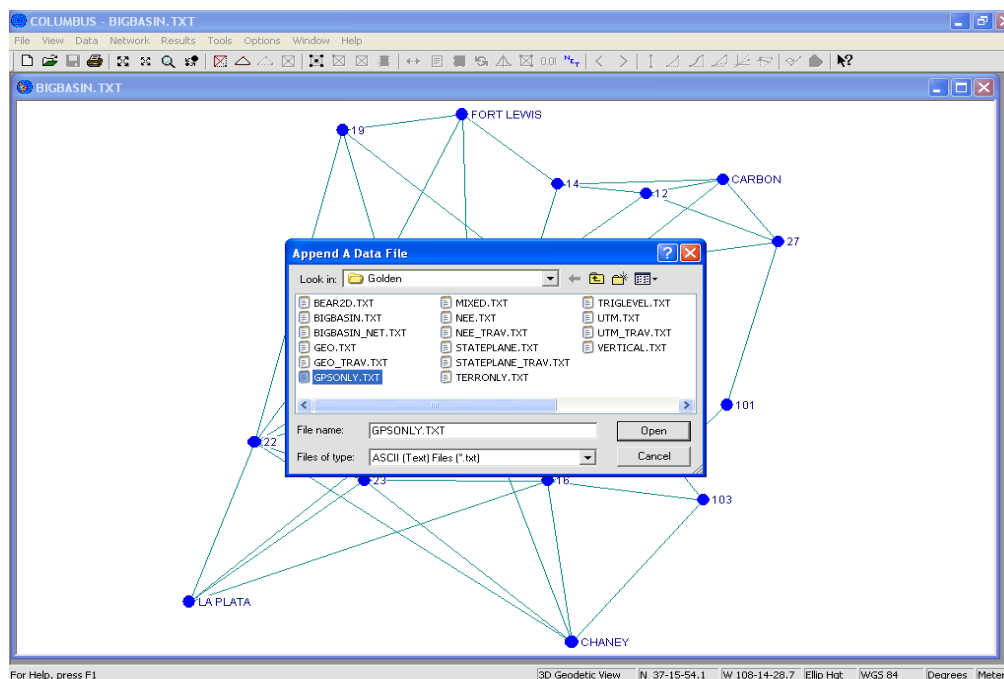 COLUMBUS - BIGBASIN.TXT
File View Data Network Results Tools Options Window Help
0.01 NET
BIGBASIN.TXT
FORT LEWIS
19
14
CARBON
12
27
Append A Data File
Look in: Golden
BEAR2D.TXT MIXED.TXT TRIGLEVEL.TXT
BIGBASIN.TXT NEE.TXT UTM.TXT
BIGBASIN_NET.TXT NEE_TRAV.TXT UTM_TRAV.TXT
GEO.TXT STATEPLANE.TXT VERTICAL.TXT
GEO_TRAV.TXT STATEPLANE_TRAV.TXT
GPSONLY.TXT TERRONLY.TXT
101
File name: GPSONLY.TXT Open
22
Files of type: ASCII (Text) Files (*.txt) Cancel
23
16
103
LA PLATA
CHANEY
For Help, press F1 3D Geodetic View N 37-15-54.1 W 108-14-28.7 Ellip Hgt WGS 84 Degrees Meter